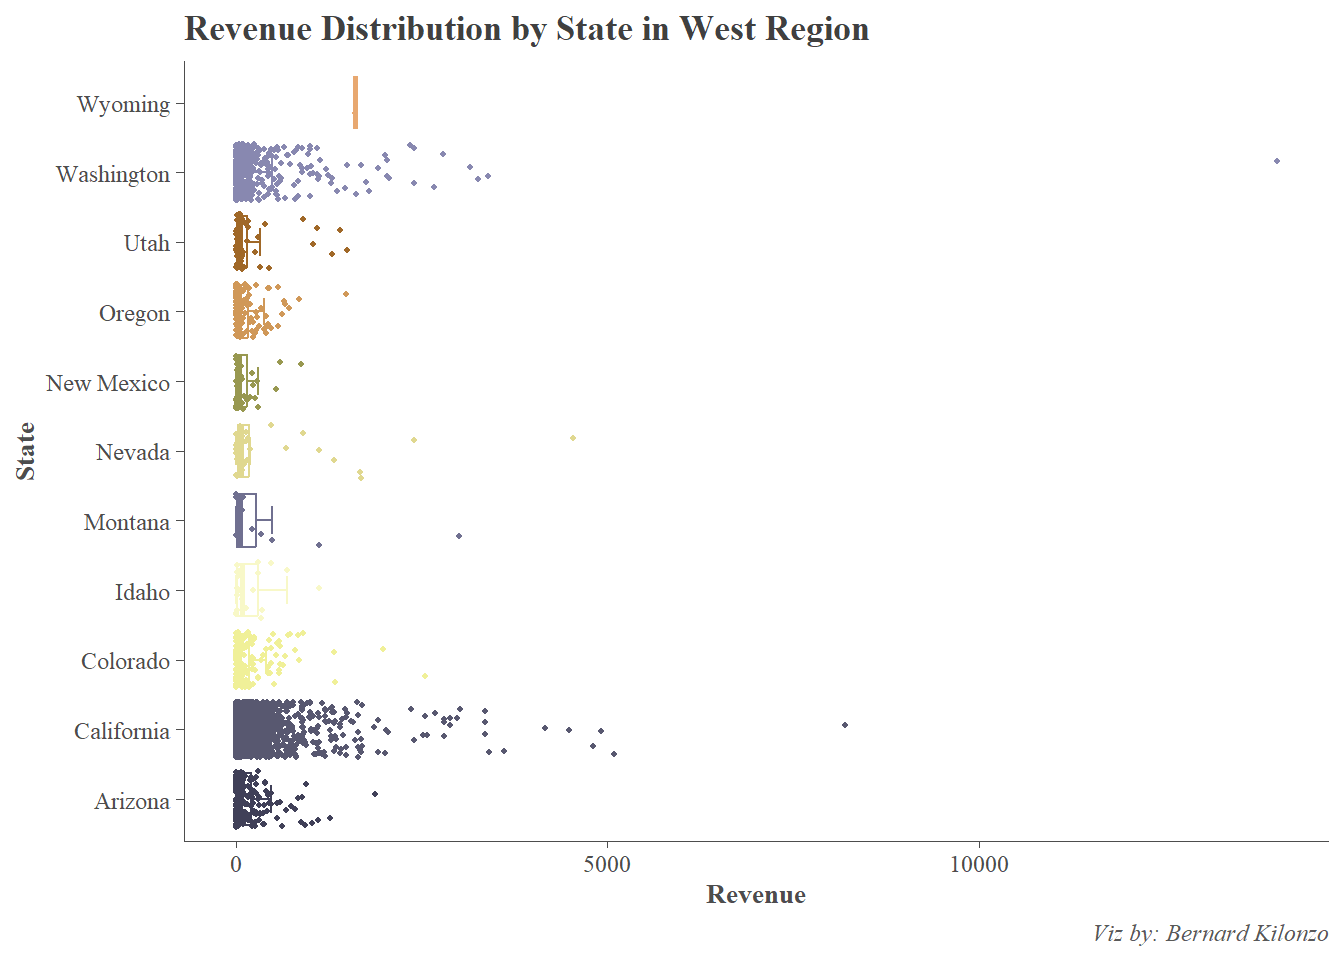 Revenue Distribution by State in West Region
Wyoming
Washington
Utah
Oregon
New Mexico
Nevada
Montana
Idaho
Colorado
California
Arizona
State
0 5000 10000
Revenue
Viz by: Bernard Kilonzo